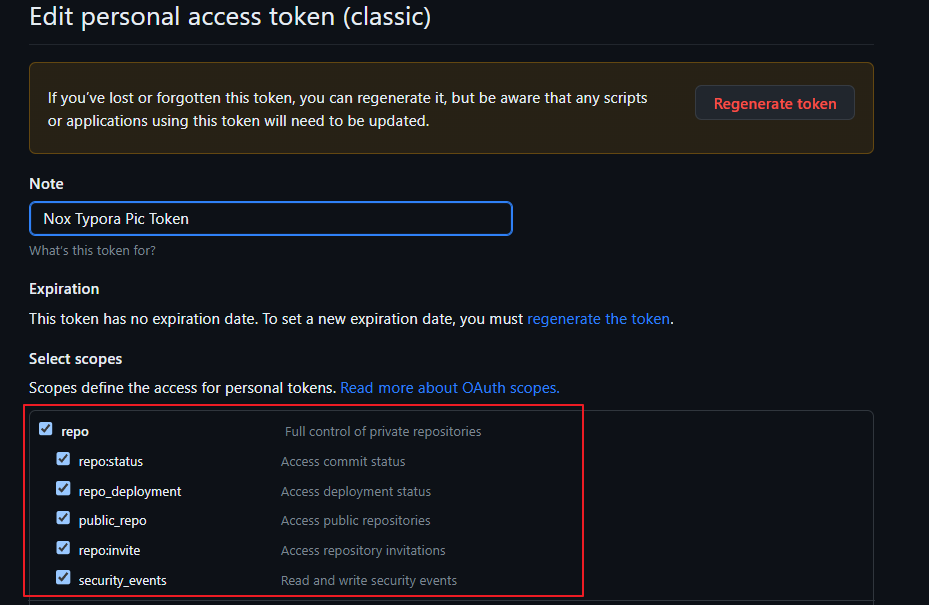 Edit personal access token (classic)
If you've lost or forgotten this token, you can regenerate it, but be aware that any scripts
or applications using this token will need to be updated.
Regenerate token
Note
Nox Typora Pic Token
What's this token for?
Expiration
This token has no expiration date. To set a new expiration date, you must regenerate the token.
Select scopes
Scopes define the access for personal tokens. Read more about OAuth scopes.
repo Full control of private repositories
repo:status Access commit status
repo_deployment Access deployment status
public_repo Access public repositories
repo:invite Access repository invitations
security_events Read and write security events